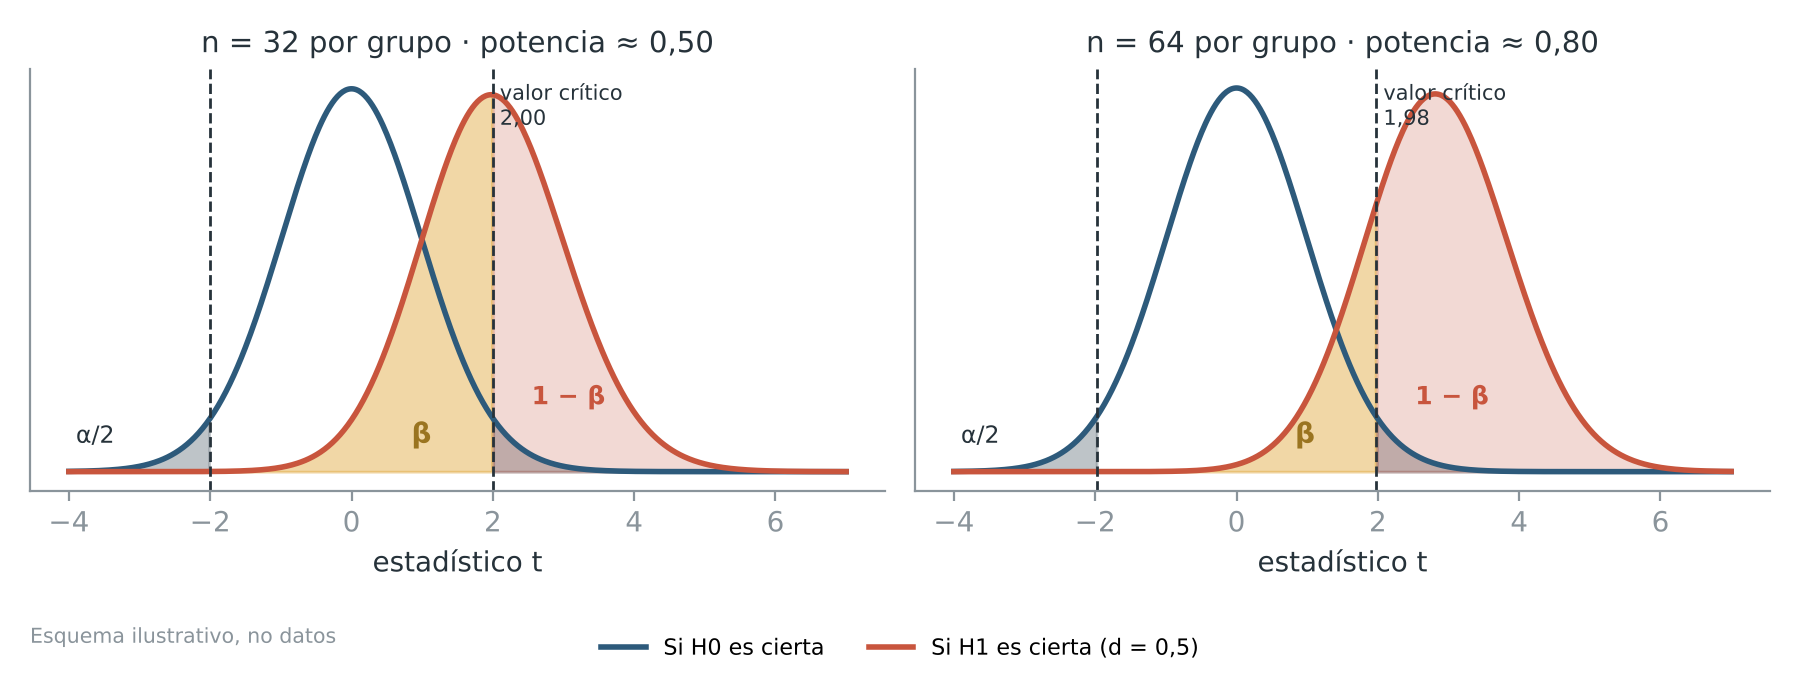 n = 32 por grupo · potencia ≈ 0,50
valor crítico
2,00
1 − β
β
α/2
−4 −2 0 2 4 6
estadístico t
n = 64 por grupo · potencia ≈ 0,80
valor crítico
1,98
1 − β
β
α/2
−4 −2 0 2 4 6
estadístico t
Esquema ilustrativo, no datos
Si H0 es cierta
Si H1 es cierta (d = 0,5)